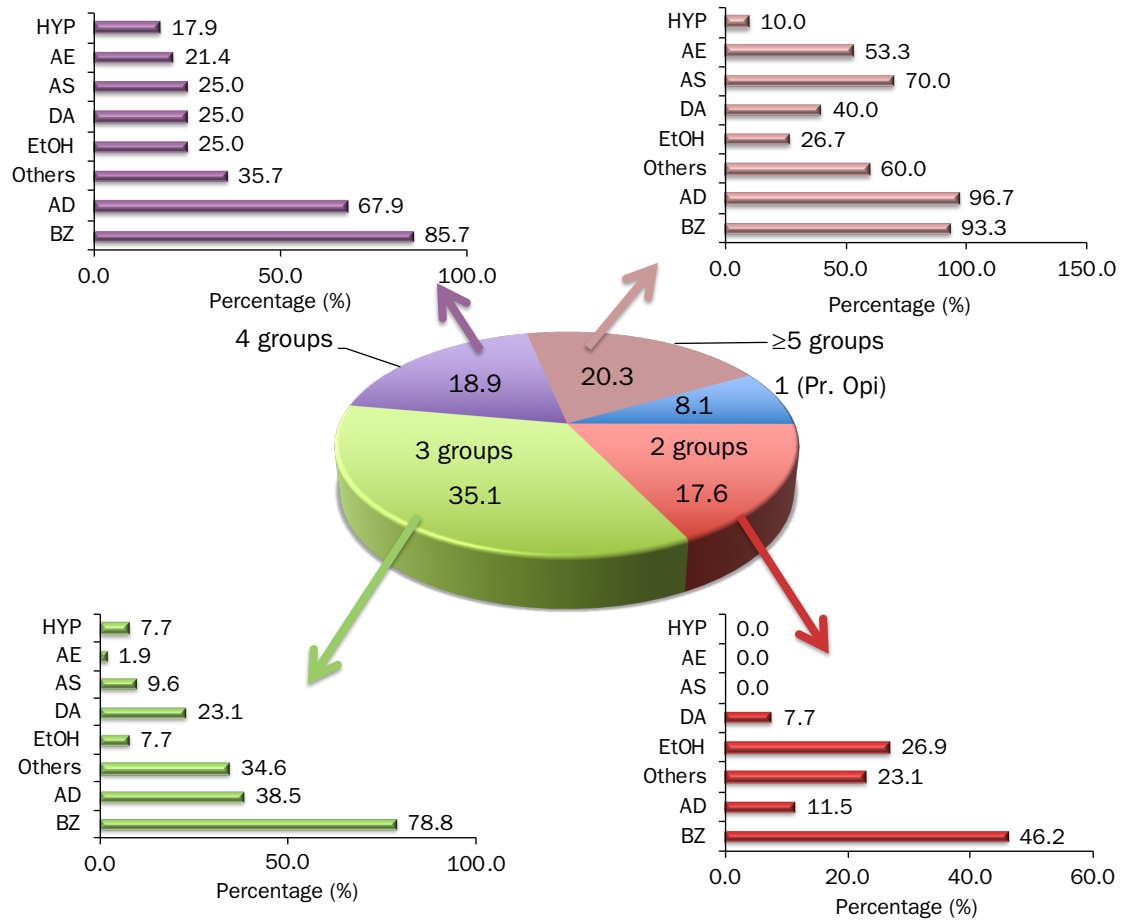 HYP 17.9
AE 21.4
AS 25.0
DA 25.0
EtOH 25.0
Others 35.7
AD 67.9
BZ 85.7
0.0 50.0 100.0
Percentage (%)
HYP 10.0
AE 53.3
AS 70.0
DA 40.0
EtOH 26.7
Others 60.0
AD 96.7
BZ 93.3
0.0 50.0 100.0 150.0
Percentage (%)
4 groups
18.9
≥5 groups
20.3
1 (Pr. Opi)
8.1
3 groups
35.1
2 groups
17.6
HYP 7.7
AE 1.9
AS 9.6
DA 23.1
EtOH 7.7
Others 34.6
AD 38.5
BZ 78.8
0.0 50.0 100.0
Percentage (%)
HYP 0.0
AE 0.0
AS 0.0
DA 7.7
EtOH 26.9
Others 23.1
AD 11.5
BZ 46.2
0.0 20.0 40.0 60.0
Percentage (%)